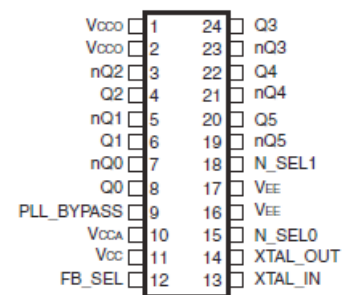 Vcco 1 24 Q3
Vcco 2 23 nQ3
nQ2 3 22 Q4
Q2 4 21 nQ4
nQ1 5 20 Q5
Q1 6 19 nQ5
nQ0 7 18 N_SEL1
Q0 8 17 VEE
PLL_BYPASS 9 16 VEE
VCCA 10 15 N_SEL0
Vcc 11 14 XTAL_OUT
FB_SEL 12 13 XTAL_IN